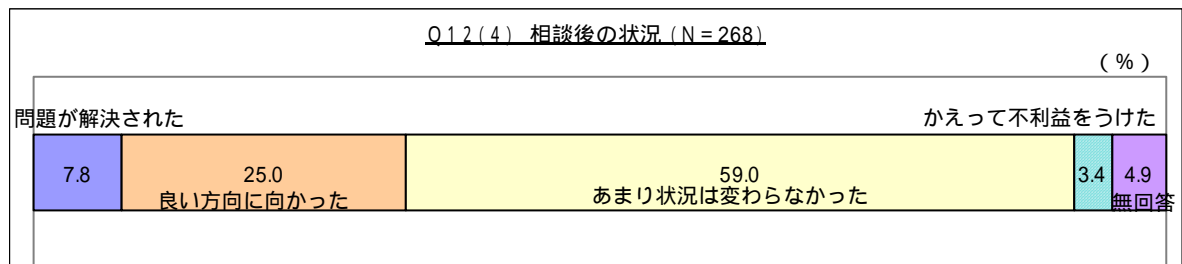 Q12(4) 相談後の状況(N=268)
(%)
問題が解決された
かえって不利益をうけた
7.8
25.0
59.0
3.4
4.9
良い方向に向かった
あまり状況は変わらなかった
無回答